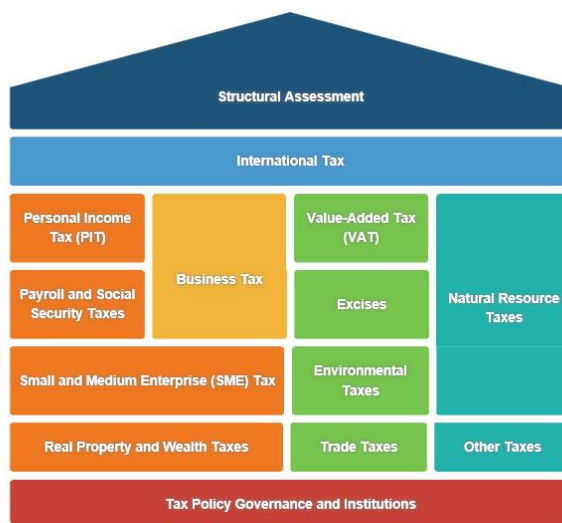 Structural Assessment
International Tax
Personal Income
Tax (PIT)
Business Tax
Value-Added Tax
(VAT)
Natural Resource
Taxes
Payroll and Social
Security Taxes
Excises
Small and Medium Enterprise (SME) Tax
Environmental
Taxes
Real Property and Wealth Taxes
Trade Taxes
Other Taxes
Tax Policy Governance and Institutions